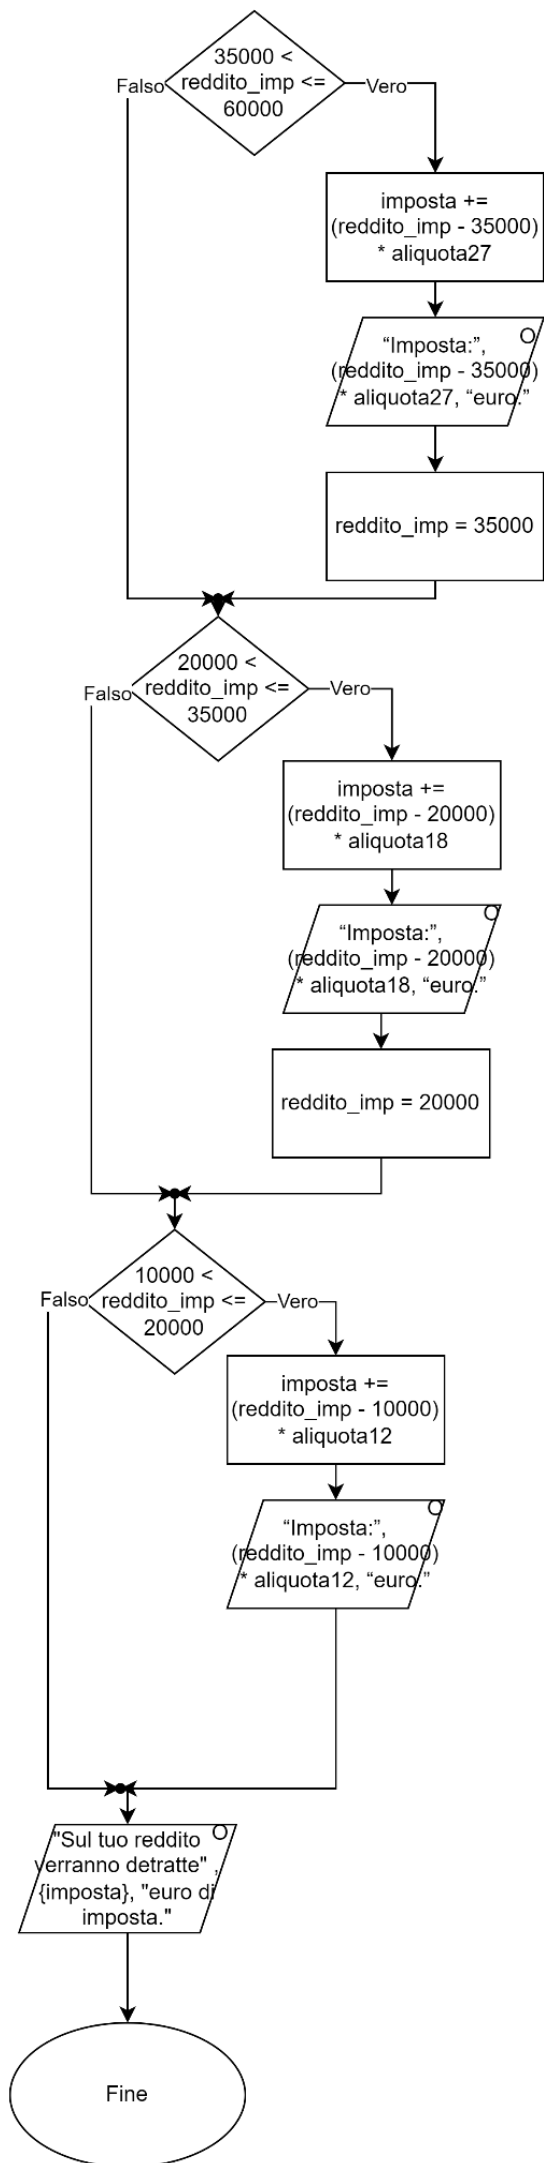 35000 <
reddito_imp <=
60000
Falso
Vero
imposta +=
(reddito_imp - 35000)
* aliquota27
O
“Imposta:”,
(reddito_imp - 35000)
* aliquota27, “euro.”
reddito_imp = 35000
20000 <
reddito_imp <=
35000
Falso
Vero
imposta +=
(reddito_imp - 20000)
* aliquota18
O
“Imposta:”,
(reddito_imp - 20000)
* aliquota18, “euro.”
reddito_imp = 20000
10000 <
reddito_imp <=
20000
Falso
Vero
imposta +=
(reddito_imp - 10000)
* aliquota12
O
“Imposta:”,
(reddito_imp - 10000)
* aliquota12, “euro.”
O
"Sul tuo reddito
verranno detratte" ,
{imposta}, "euro di
imposta."
Fine